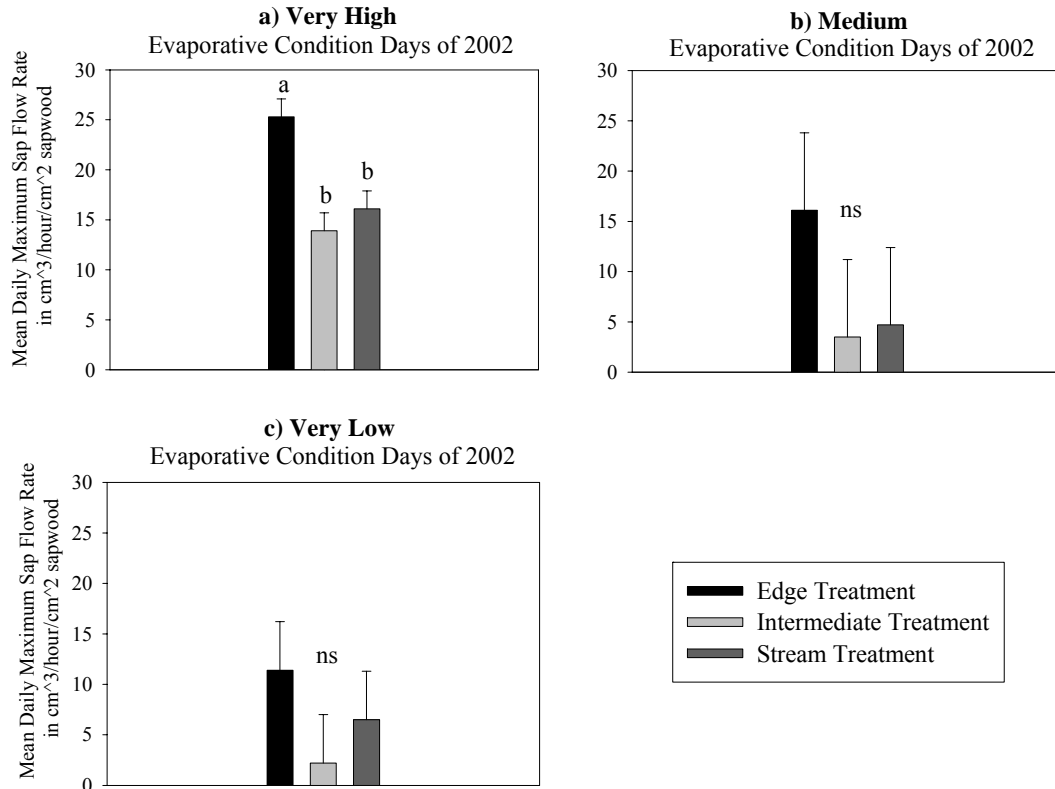 a) Very High
Evaporative Condition Days of 2002
Mean Daily Maximum Sap Flow Rate
in cm^3/hour/cm^2 sapwood
30
25
20
15
10
5
0
a
b
b
b) Medium
Evaporative Condition Days of 2002
30
25
20
15
10
5
0
ns
c) Very Low
Evaporative Condition Days of 2002
Mean Daily Maximum Sap Flow Rate
in cm^3/hour/cm^2 sapwood
30
25
20
15
10
5
0
ns
Edge Treatment
Intermediate Treatment
Stream Treatment